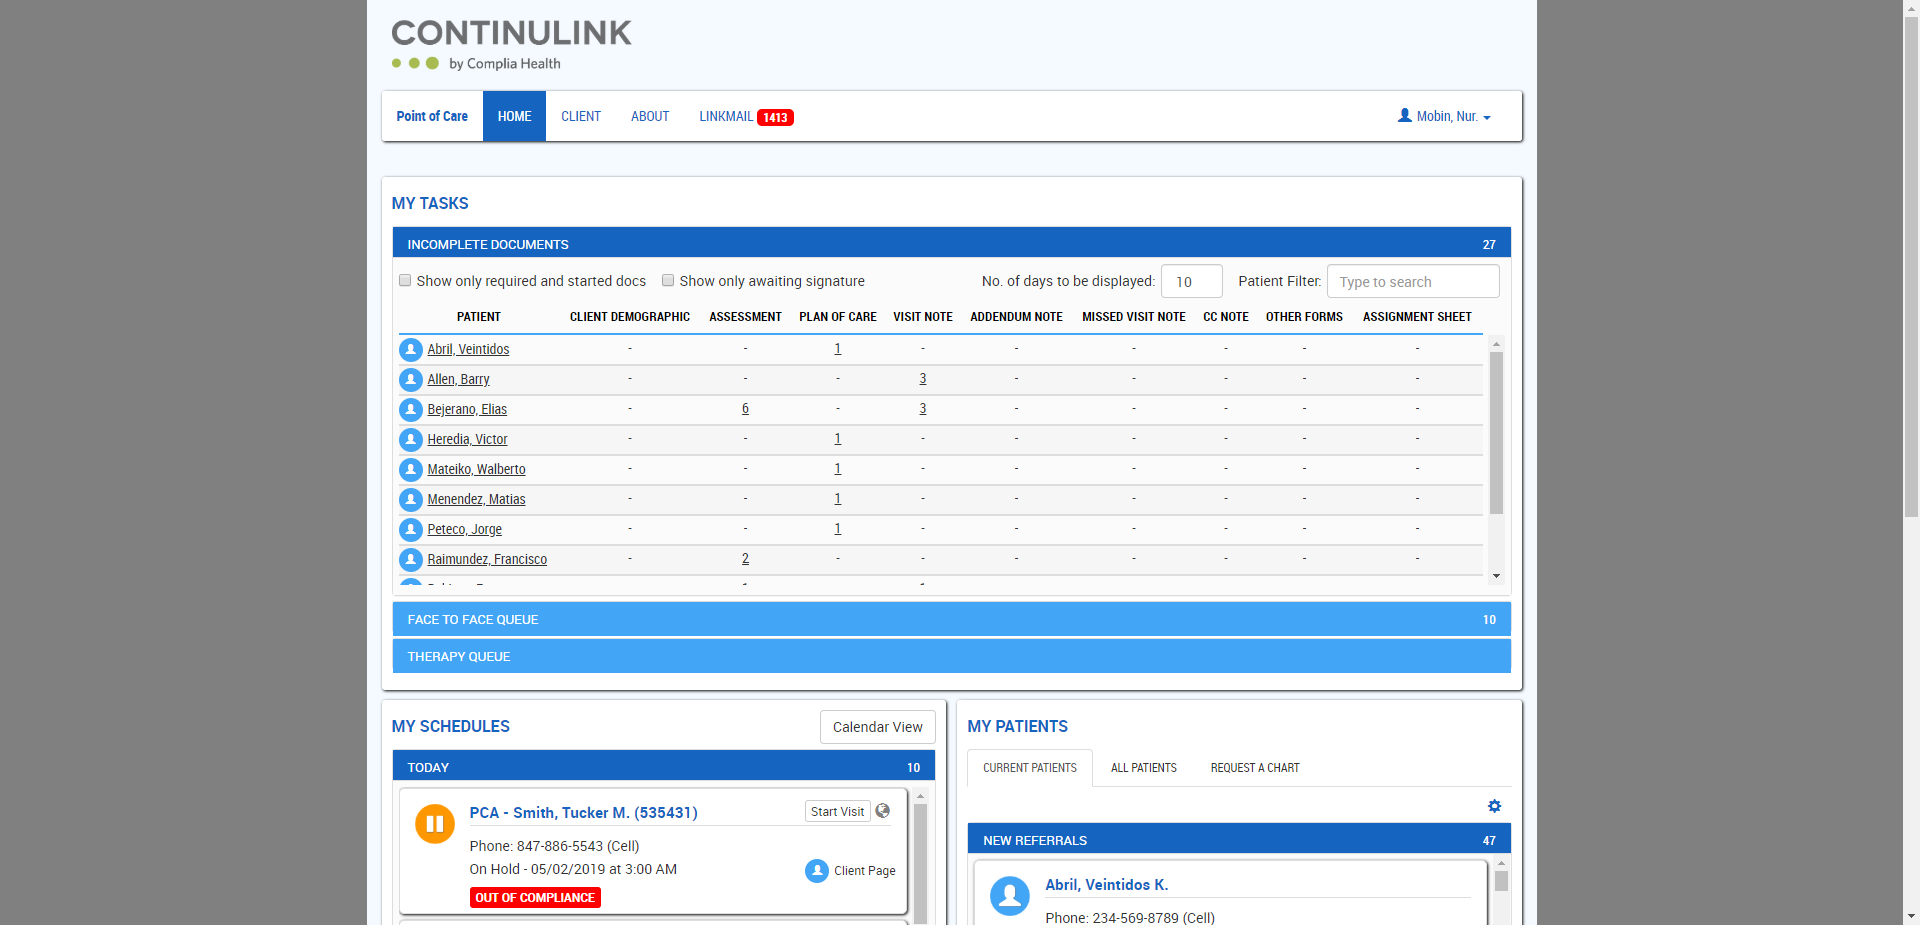 CONTINULINK
by Complia Health
Point of Care HOME CLIENT ABOUT LINKMAIL 1413 Mobin, Nur.
MY TASKS
INCOMPLETE DOCUMENTS 27
Show only required and started docs Show only awaiting signature No. of days to be displayed: 10 Patient Filter: Type to search
PATIENT CLIENT DEMOGRAPHIC ASSESSMENT PLAN OF CARE VISIT NOTE ADDENDUM NOTE MISSED VISIT NOTE CC NOTE OTHER FORMS ASSIGNMENT SHEET
Abril, Veintidos - - 1 - - - - - -
Allen, Barry - - - 3 - - - - -
Bejerano, Elias - 6 - 3 - - - - -
Heredia, Victor - - 1 - - - - - -
Mateiko, Walberto - - 1 - - - - - -
Menendez, Matias - - 1 - - - - - -
Peteco, Jorge - - 1 - - - - - -
Raimundez, Francisco - 2 - - - - - - -
FACE TO FACE QUEUE 10
THERAPY QUEUE
MY SCHEDULES Calendar View
TODAY 10
PCA - Smith, Tucker M. (535431) Start Visit
Phone: 847-886-5543 (Cell)
On Hold - 05/02/2019 at 3:00 AM Client Page
OUT OF COMPLIANCE
MY PATIENTS
CURRENT PATIENTS ALL PATIENTS REQUEST A CHART
NEW REFERRALS 47
Abril, Veintidos K.
Phone: 234-569-8789 (Cell)